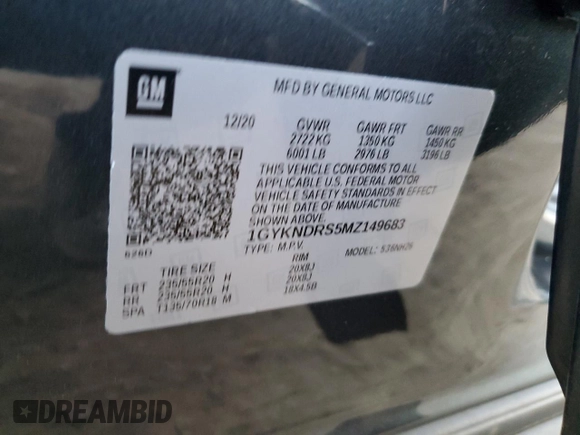 GM
MFD BY GENERAL MOTORS LLC
12/20 GVWR GAWR FRT GAWR RR
2722 KG 1350 KG 1450 KG
6001 LB 2976 LB 3196 LB
THIS VEHICLE CONFORMS TO ALL
APPLICABLE U.S. FEDERAL MOTOR
VEHICLE SAFETY STANDARDS IN EFFECT
ON THE DATE OF MANUFACTURE
SHOWN ABOVE.
1GYKNDRS5MZ149683
TYPE: M.P.V.
TIRE SIZE RIM
FRT 235/55R20 H 20X8J
RR 235/55R20 H 20X8J
SPA T135/70R18 M 18X4.5B
DREAMBID